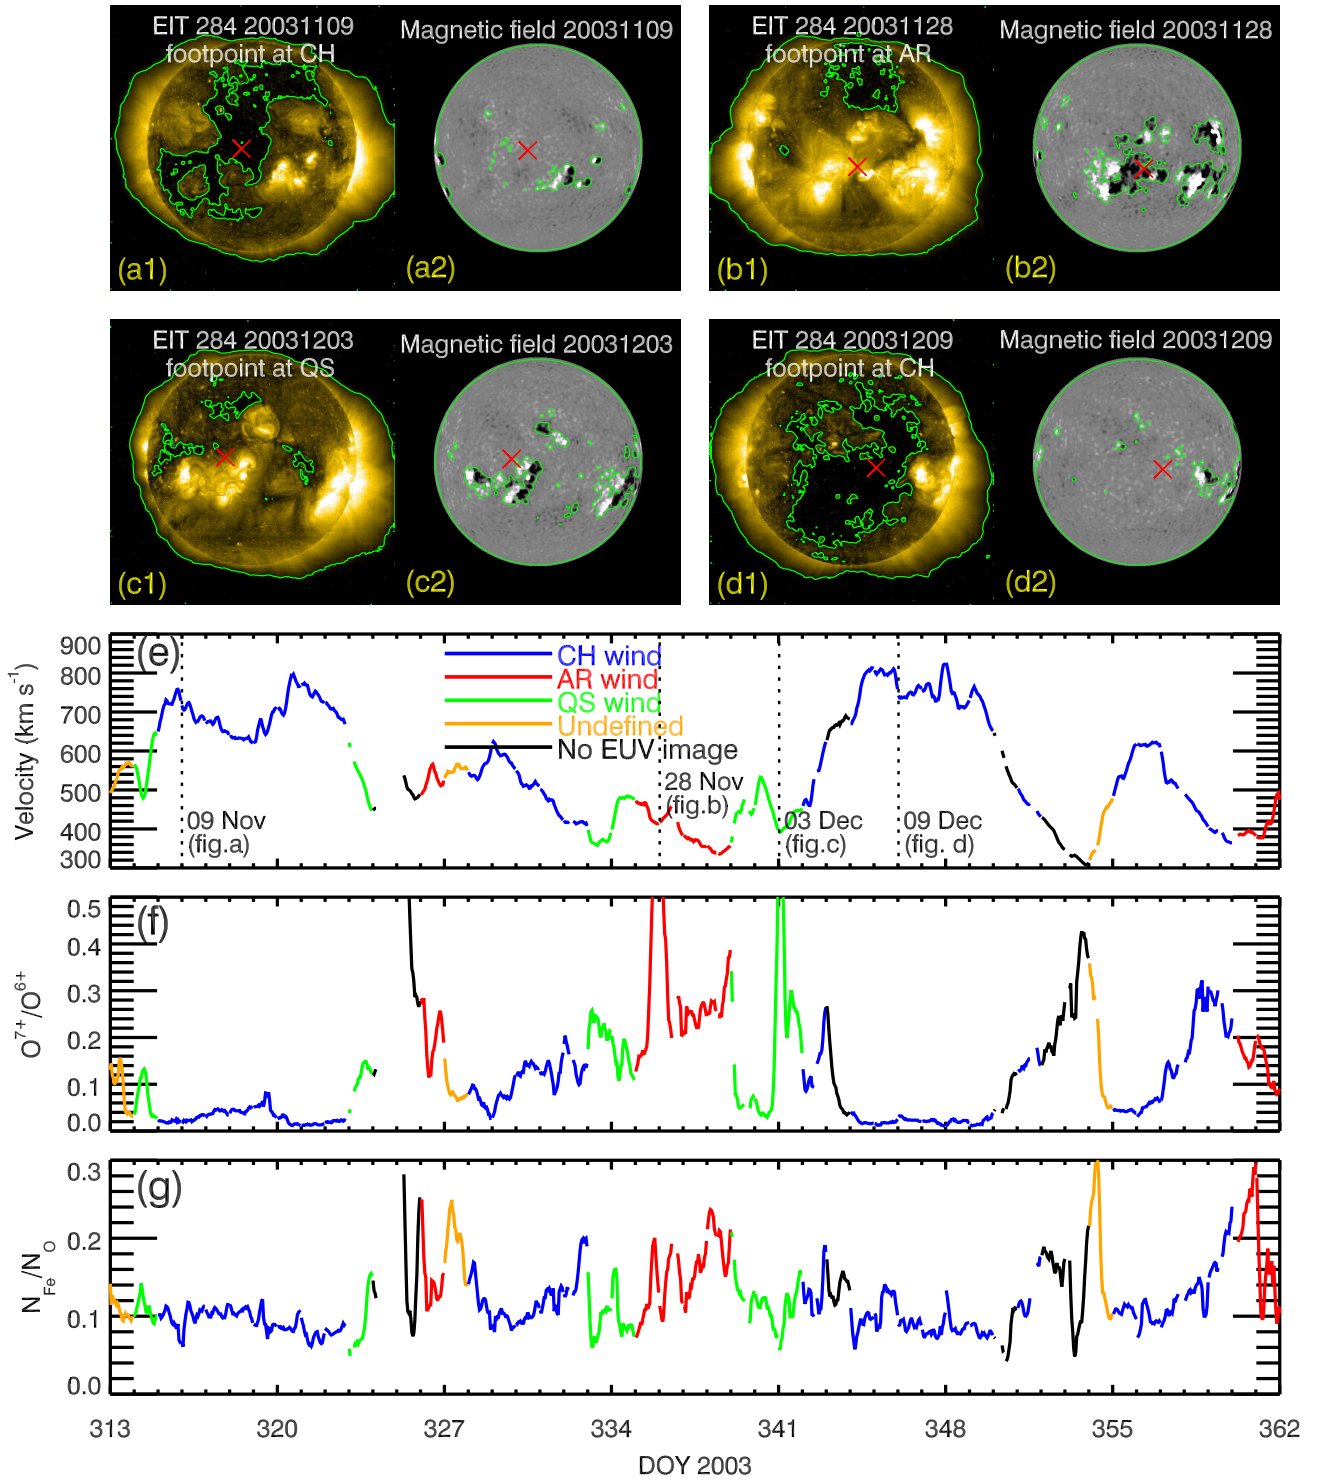 EIT 284 20031109
footpoint at CH
Magnetic field 20031109
(a1)
(a2)
EIT 284 20031128
footpoint at AR
Magnetic field 20031128
(b1)
(b2)
EIT 284 20031203
footpoint at QS
Magnetic field 20031203
(c1)
(c2)
EIT 284 20031209
footpoint at CH
Magnetic field 20031209
(d1)
(d2)
(e)
Velocity (km s⁻¹)
900
800
700
600
500
400
300
CH wind
AR wind
QS wind
Undefined
No EUV image
09 Nov
(fig.a)
28 Nov
(fig.b)
03 Dec
(fig.c)
09 Dec
(fig. d)
(f)
O⁷⁺/O⁶⁺
0.5
0.4
0.3
0.2
0.1
0.0
(g)
N_Fe/N_O
0.3
0.2
0.1
0.0
313 320 327 334 341 348 355 362
DOY 2003